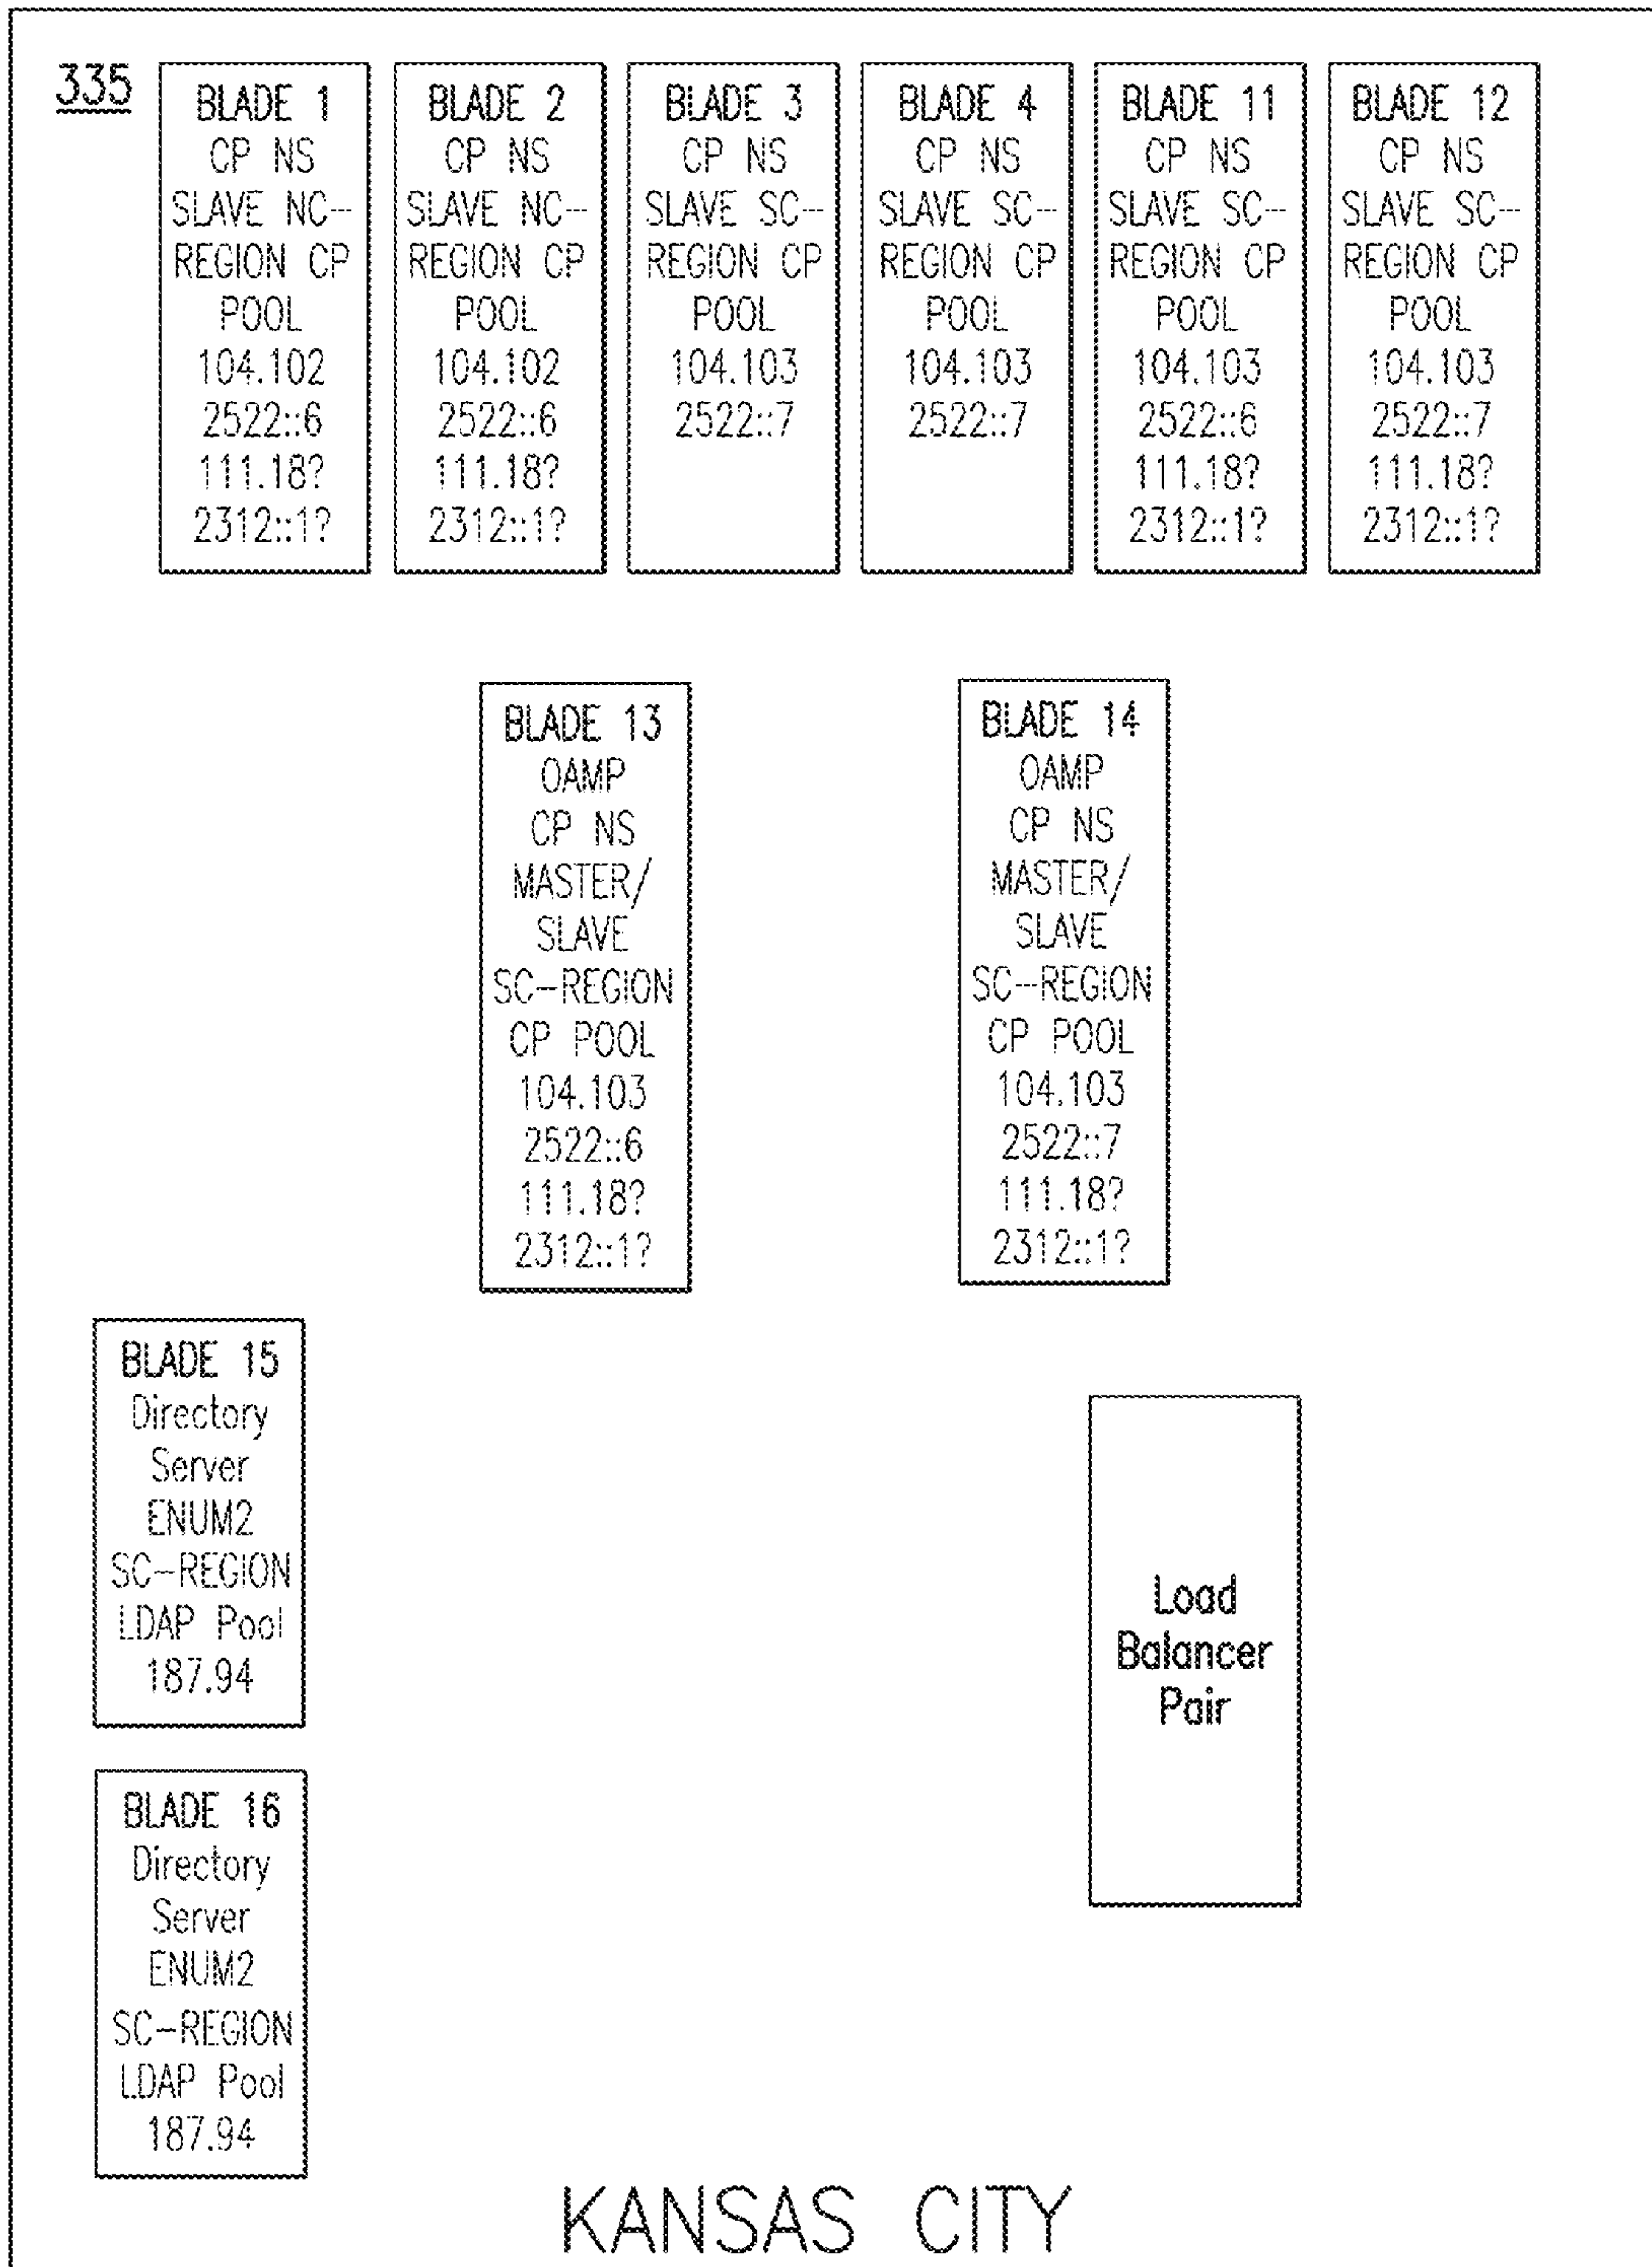 335
BLADE 1
CP NS
SLAVE NC-
REGION CP
POOL
104.102
2522::6
111.18?
2312::1?
BLADE 2
CP NS
SLAVE NC-
REGION CP
POOL
104.102
2522::6
111.18?
2312::1?
BLADE 3
CP NS
SLAVE SC-
REGION CP
POOL
104.103
2522::7
BLADE 4
CP NS
SLAVE SC-
REGION CP
POOL
104.103
2522::7
BLADE 11
CP NS
SLAVE SC-
REGION CP
POOL
104.103
2522::6
111.18?
2312::1?
BLADE 12
CP NS
SLAVE SC-
REGION CP
POOL
104.103
2522::7
111.18?
2312::1?
BLADE 13
OAMP
CP NS
MASTER/
SLAVE
SC-REGION
CP POOL
104.103
2522::6
111.18?
2312::1?
BLADE 14
OAMP
CP NS
MASTER/
SLAVE
SC-REGION
CP POOL
104.103
2522::7
111.18?
2312::1?
BLADE 15
Directory
Server
ENUM2
SC-REGION
LDAP Pool
187.94
Load
Balancer
Pair
BLADE 16
Directory
Server
ENUM2
SC-REGION
LDAP Pool
187.94
KANSAS CITY